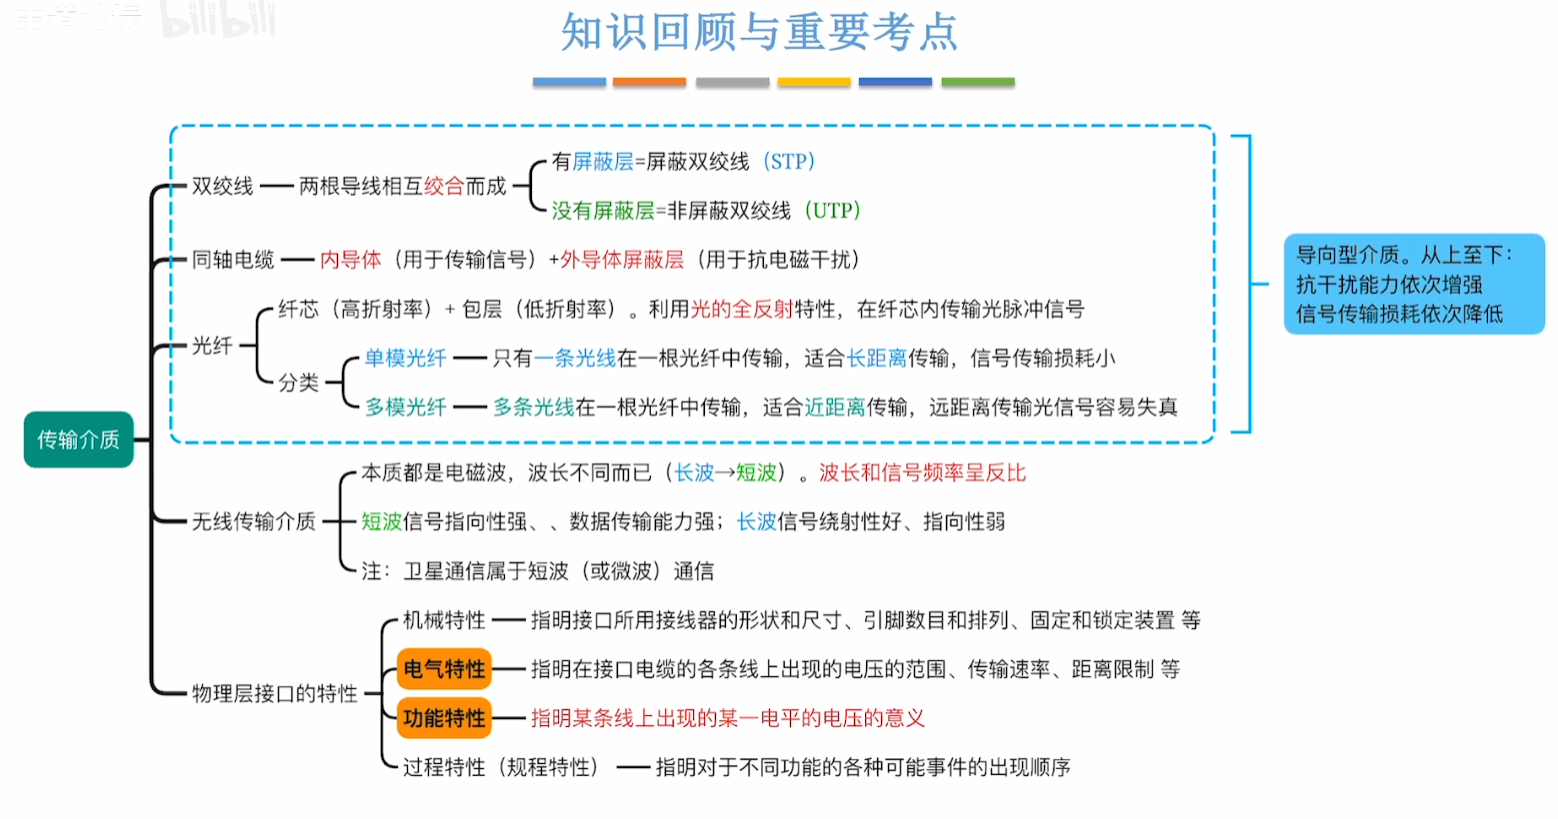 bilibili
知识回顾与重要考点
双绞线
两根导线相互绞合而成
有屏蔽层=屏蔽双绞线（STP）
没有屏蔽层=非屏蔽双绞线（UTP）
同轴电缆
内导体（用于传输信号）+外导体屏蔽层（用于抗电磁干扰）
光纤
纤芯（高折射率）+ 包层（低折射率）。利用光的全反射特性，在纤芯内传输光脉冲信号
分类
单模光纤
只有一条光线在一根光纤中传输，适合长距离传输，信号传输损耗小
多模光纤
多条光线在一根光纤中传输，适合近距离传输，远距离传输光信号容易失真
导向型介质。从上至下：
抗干扰能力依次增强
信号传输损耗依次降低
传输介质
无线传输介质
本质都是电磁波，波长不同而已（长波→短波）。波长和信号频率呈反比
短波信号指向性强、、数据传输能力强；长波信号绕射性好、指向性弱
注：卫星通信属于短波（或微波）通信
物理层接口的特性
机械特性
指明接口所用接线器的形状和尺寸、引脚数目和排列、固定和锁定装置 等
电气特性
指明在接口电缆的各条线上出现的电压的范围、传输速率、距离限制 等
功能特性
指明某条线上出现的某一电平的电压的意义
过程特性（规程特性）
指明对于不同功能的各种可能事件的出现顺序